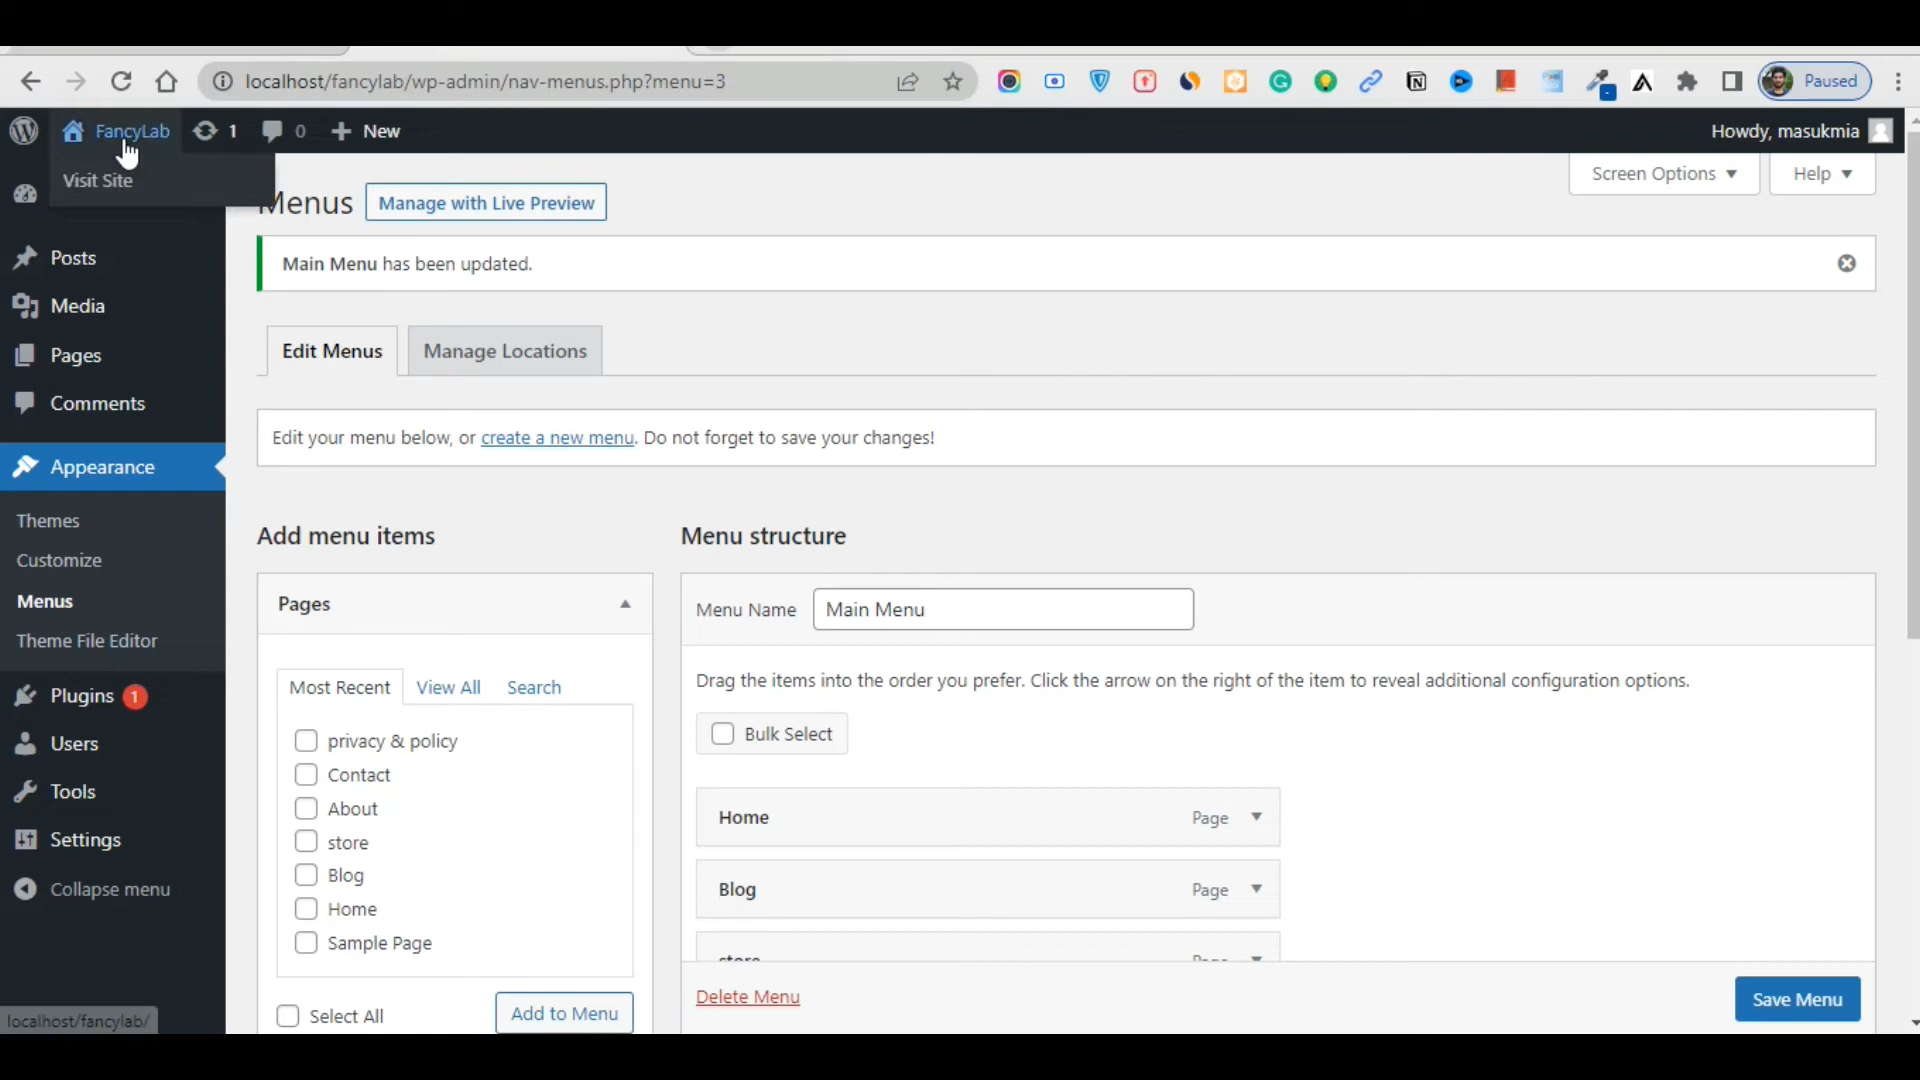 localhost/fancylab/wp-admin/nav-menus.php?menu=3
Paused
FancyLab
1
0
New
Howdy, masukmia
Visit Site
Screen Options
Help
Menus
Manage with Live Preview
Main Menu has been updated.
Edit Menus
Manage Locations
Edit your menu below, or create a new menu. Do not forget to save your changes!
Posts
Media
Pages
Comments
Appearance
Themes
Customize
Menus
Theme File Editor
Plugins 1
Users
Tools
Settings
Collapse menu
localhost/fancylab/
Add menu items
Pages
Most Recent
View All
Search
privacy & policy
Contact
About
store
Blog
Home
Sample Page
Select All
Add to Menu
Menu structure
Menu Name
Main Menu
Drag the items into the order you prefer. Click the arrow on the right of the item to reveal additional configuration options.
Bulk Select
Home
Page
Blog
Page
store
Page
Delete Menu
Save Menu